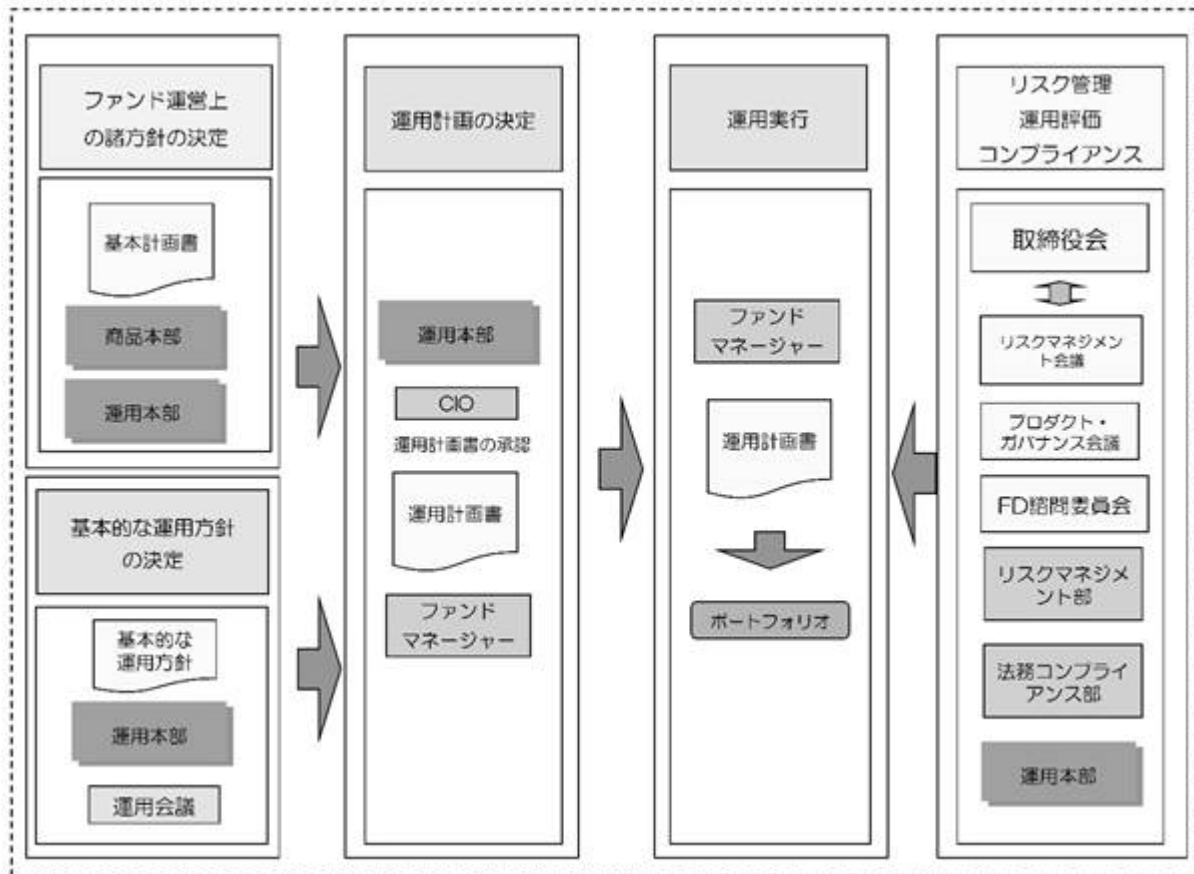 ファンド運営上
の諸方針の決定
基本計画書
商品本部
運用本部
基本的な運用方針
の決定
基本的な
運用方針
運用本部
運用会議
運用計画の決定
運用本部
CIO
運用計画書の承認
運用計画書
ファンド
マネージャー
運用実行
ファンド
マネージャー
運用計画書
ポートフォリオ
リスク管理
運用評価
コンプライアンス
取締役会
リスクマネジメン
ト会議
プロダクト・
ガバナンス会議
FD諮問委員会
リスクマネジメ
ント部
法務コンプライ
アンス部
運用本部